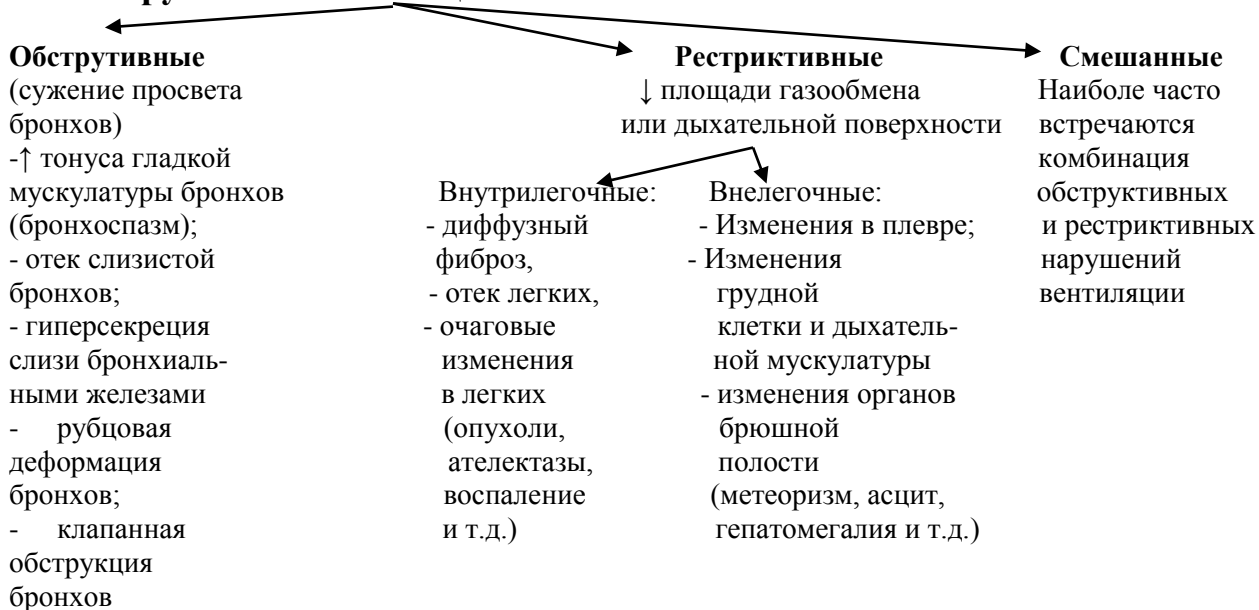 Обструтивные
(сужение просвета
бронхов)
-↑ тонуса гладкой
мускулатуры бронхов
(бронхоспазм);
- отек слизистой
бронхов;
- гиперсекреция
слизи бронхиаль-
ными железами
- рубцовая
деформация
бронхов;
- клапанная
обструкция
бронхов
Рестриктивные
↓ площади газообмена
или дыхательной поверхности
Внутрилегочные:
- диффузный
фиброз,
- отек легких,
- очаговые
изменения
в легких
(опухоли,
ателектазы,
воспаление
и т.д.)
Внелегочные:
- Изменения в плевре;
- Изменения
грудной
клетки и дыхатель-
ной мускулатуры
- изменения органов
брюшной
полости
(метеоризм, асцит,
гепатомегалия и т.д.)
Смешанные
Наиболе часто
встречаются
комбинация
обструктивных
и рестриктивных
нарушений
вентиляции